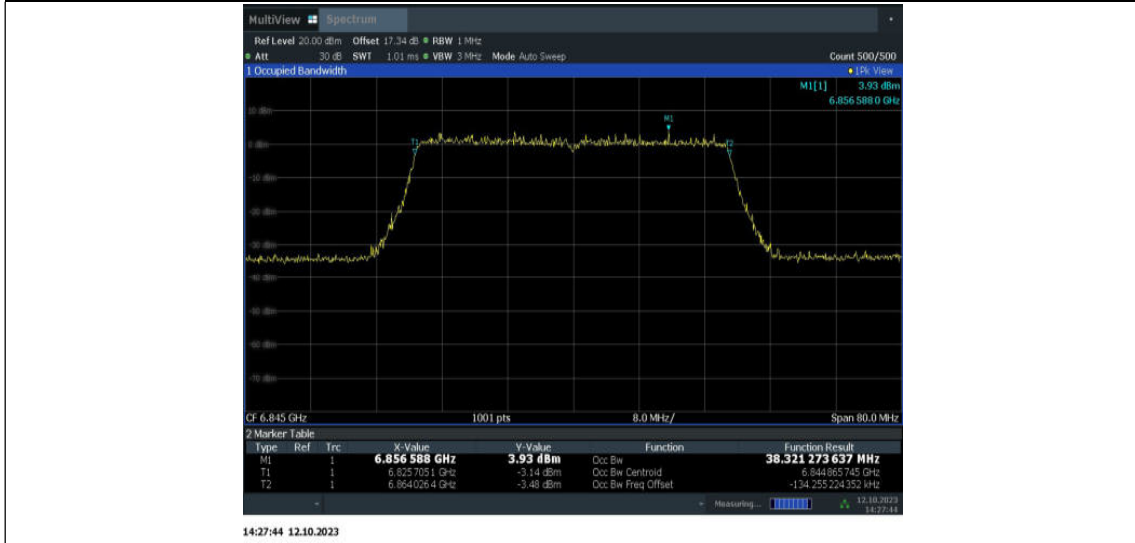 MultiView Spectrum
Ref Level 20.00 dBm Offset 17.34 dB RBW 1 MHz
Att 30 dB SWT 1.01 ms VBW 3 MHz Mode Auto Sweep Count 500/500
1 Occupied Bandwidth 1Pk View
M1[1] 3.93 dBm
6.856 588 0 GHz
10 dBm
M1
0 dBm
T1 T2
-10 dBm
-20 dBm
-30 dBm
-40 dBm
-50 dBm
-60 dBm
-70 dBm
CF 6.845 GHz 1001 pts 8.0 MHz/ Span 80.0 MHz
2 Marker Table
Type Ref Trc X-Value Y-Value Function Function Result
M1 1 6.856 588 GHz 3.93 dBm Occ Bw 38.321 273 637 MHz
T1 1 6.825 705 1 GHz -3.14 dBm Occ Bw Centroid 6.844 865 745 GHz
T2 1 6.864 026 4 GHz -3.48 dBm Occ Bw Freq Offset -134.255 224 352 kHz
Measuring... 12.10.2023
14:27:44
14:27:44 12.10.2023